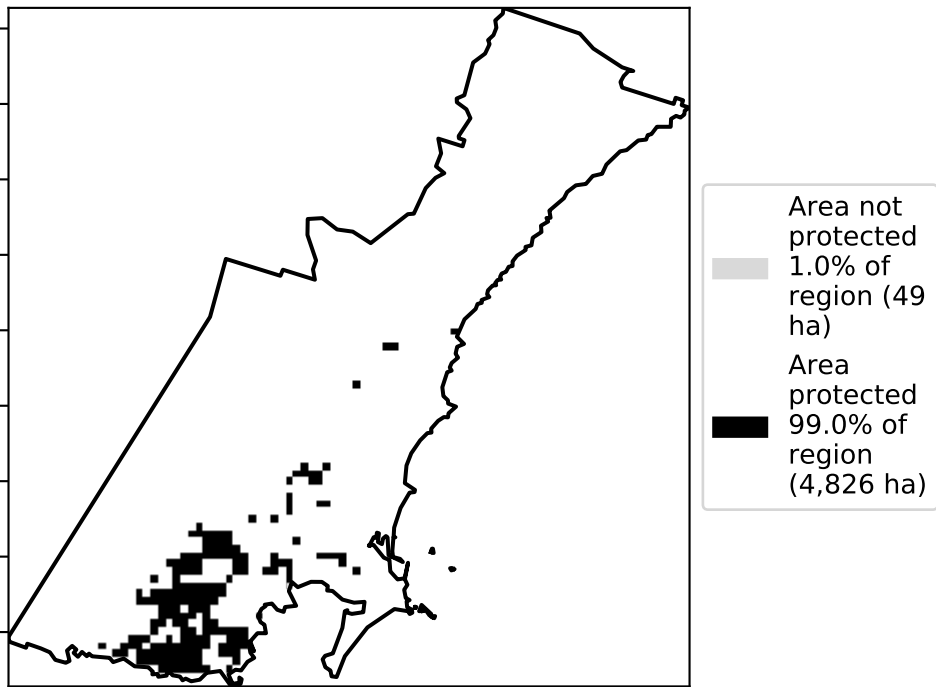 Area not
protected
1.0% of
region (49
ha)
Area
protected
99.0% of
region
(4,826 ha)